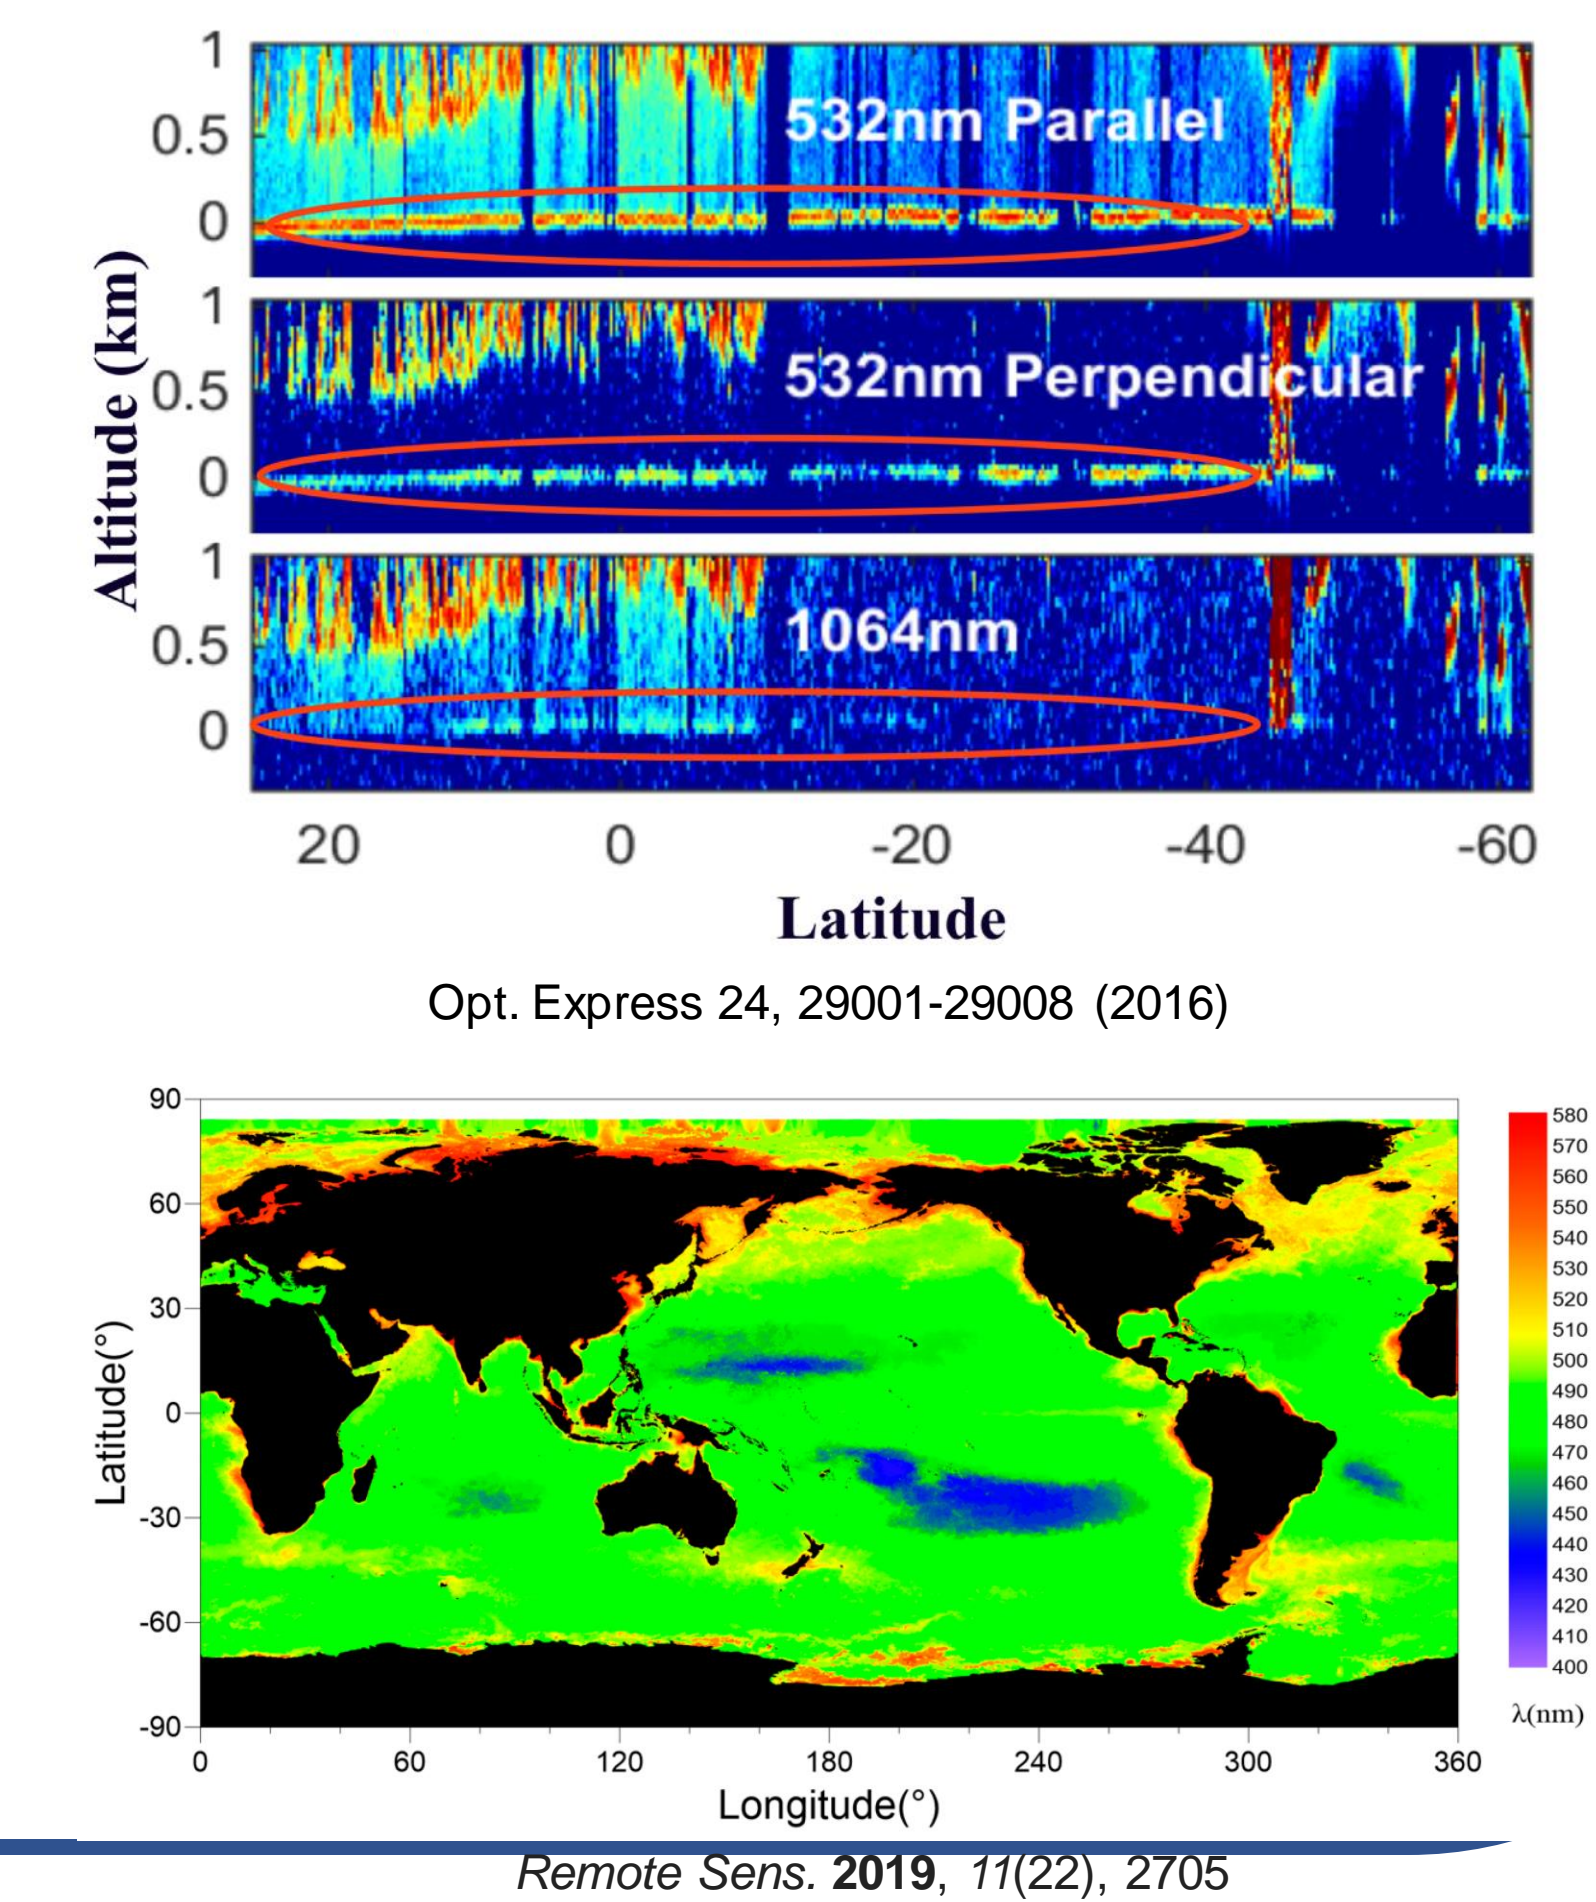 1
0.5
0
532nm Parallel
1
0.5
0
532nm Perpendicular
1
0.5
0
1064nm
Altitude (km)
20 0 -20 -40 -60
Latitude
Opt. Express 24, 29001-29008 (2016)
90
60
30
0
-30
-60
-90
Latitude(°)
0 60 120 180 240 300 360
Longitude(°)
580
570
560
550
540
530
520
510
500
490
480
470
460
450
440
430
420
410
400
λ(nm)
Remote Sens. 2019, 11(22), 2705